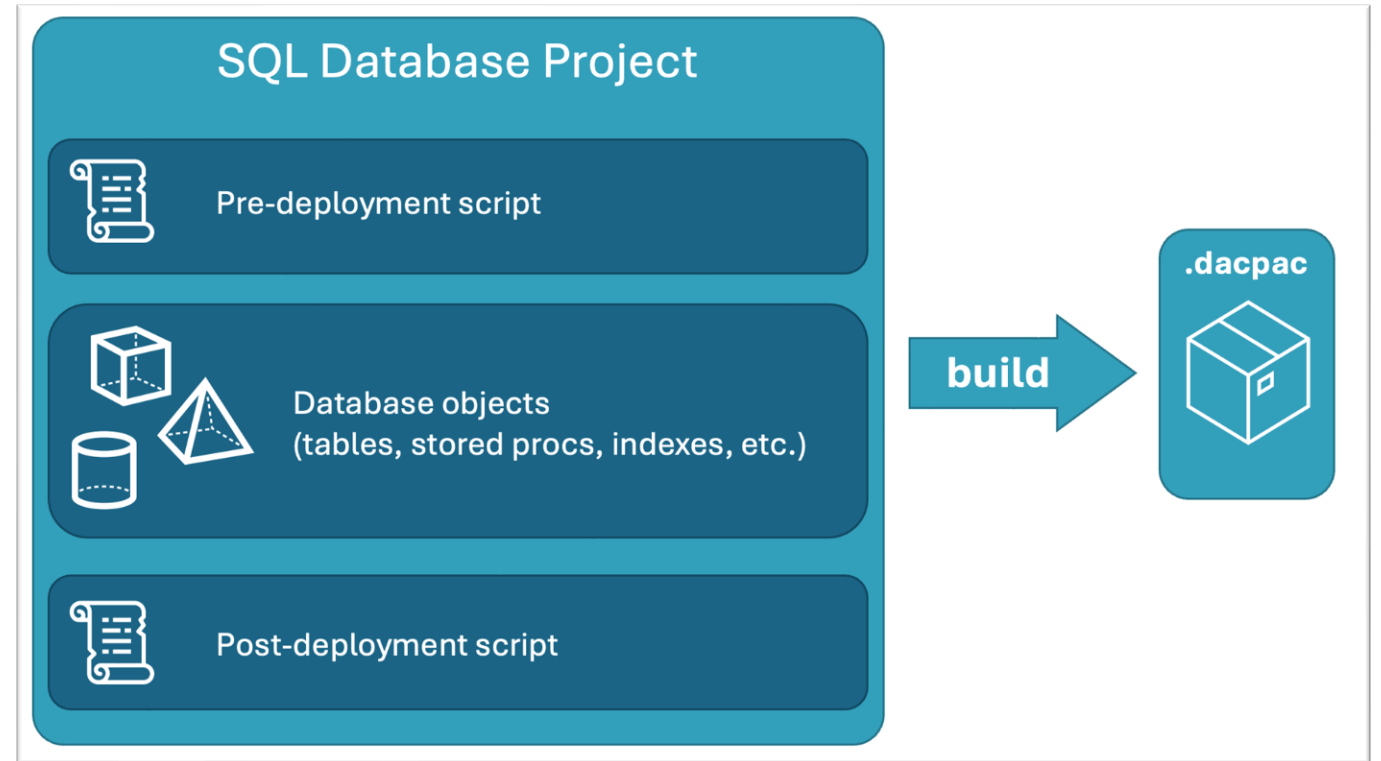 SQL Database Project
Pre-deployment script
Database objects
(tables, stored procs, indexes, etc.)
Post-deployment script
build
.dacpac